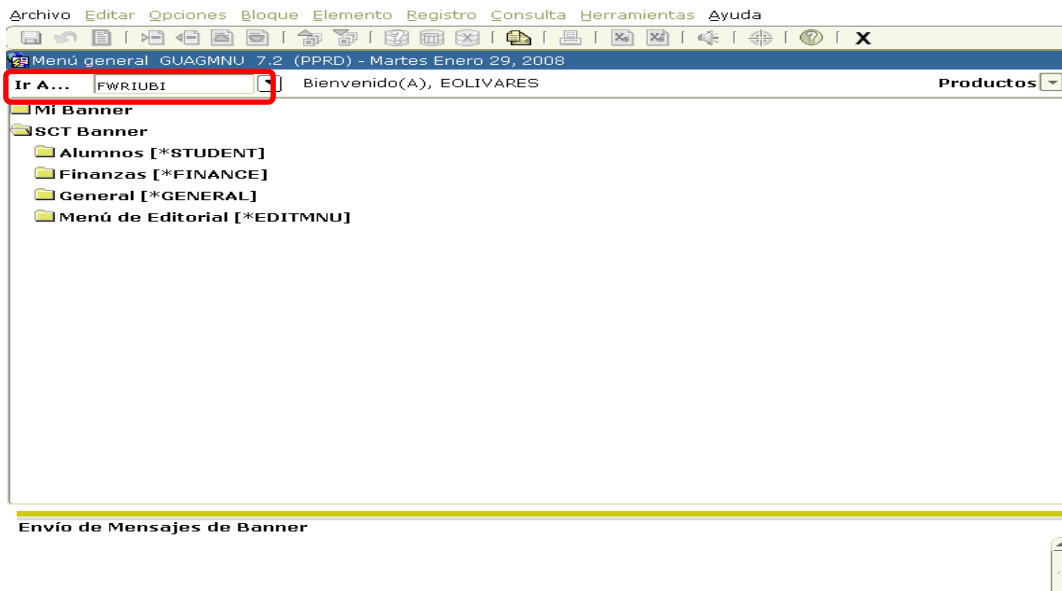 Archivo Editar Opciones Bloque Elemento Registro Consulta Herramientas Ayuda
Menú general GUAGMNU 7.2 (PPRD) - Martes Enero 29, 2008
Ir A... FWRIUBI Bienvenido(A), EOLIVARES Productos
Mi Banner
SCT Banner
Alumnos [*STUDENT]
Finanzas [*FINANCE]
General [*GENERAL]
Menú de Editorial [*EDITMNU]
Envío de Mensajes de Banner